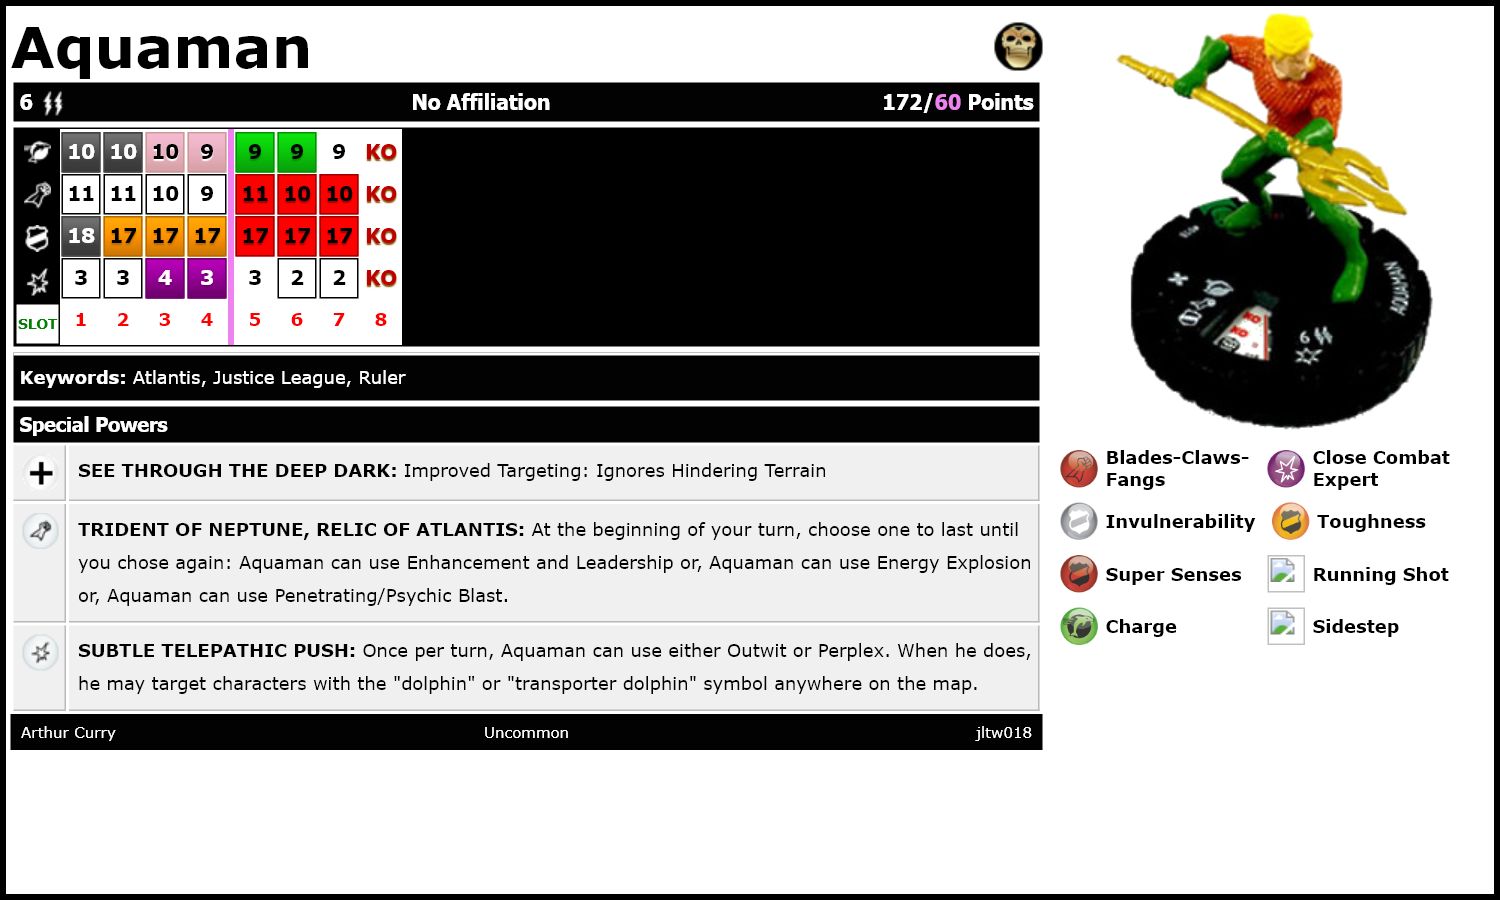 Aquaman
6 No Affiliation 172/60 Points
10 10 10 9 9 9 9 KO
11 11 10 9 11 10 10 KO
18 17 17 17 17 17 17 KO
3 3 4 3 3 2 2 KO
SLOT 1 2 3 4 5 6 7 8
Keywords: Atlantis, Justice League, Ruler
Special Powers
SEE THROUGH THE DEEP DARK: Improved Targeting: Ignores Hindering Terrain
TRIDENT OF NEPTUNE, RELIC OF ATLANTIS: At the beginning of your turn, choose one to last until
you chose again: Aquaman can use Enhancement and Leadership or, Aquaman can use Energy Explosion
or, Aquaman can use Penetrating/Psychic Blast.
SUBTLE TELEPATHIC PUSH: Once per turn, Aquaman can use either Outwit or Perplex. When he does,
he may target characters with the "dolphin" or "transporter dolphin" symbol anywhere on the map.
Arthur Curry Uncommon jltw018
018
AQUAMAN
KO
KO
6
Blades-Claws-
Fangs
Close Combat
Expert
Invulnerability
Toughness
Super Senses
Running Shot
Charge
Sidestep